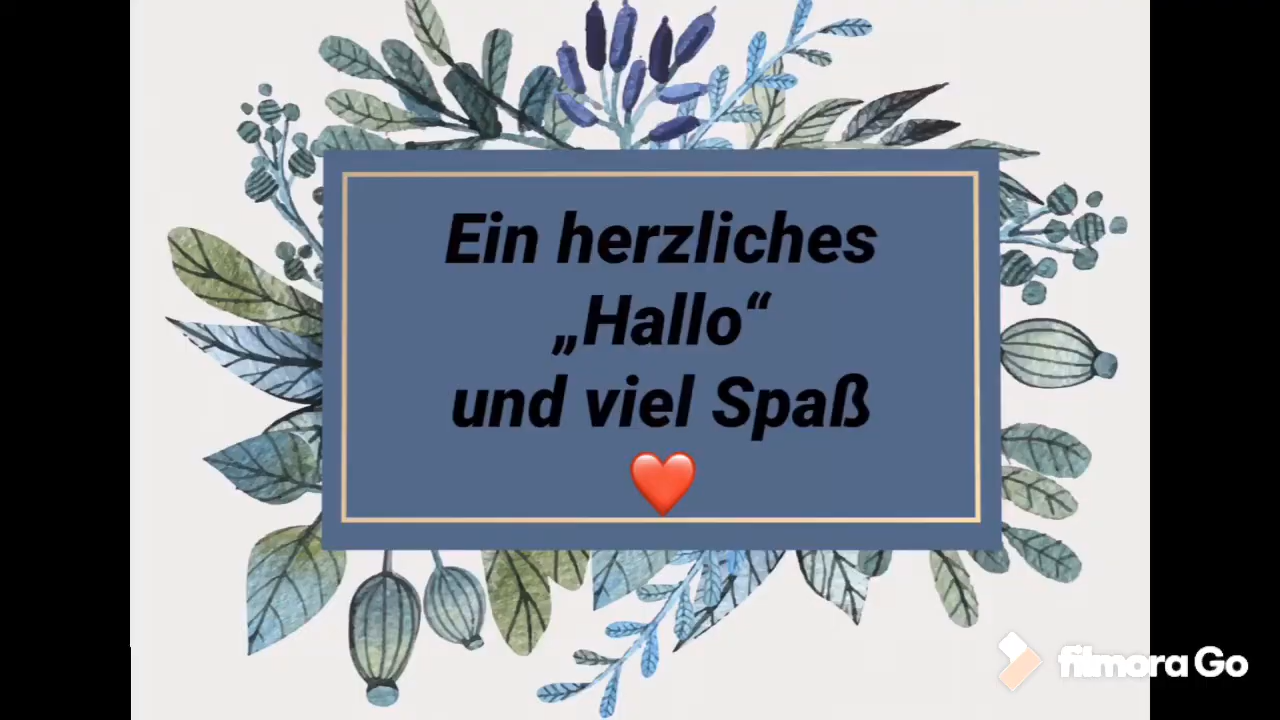 Ein herzliches
„Hallo“
und viel Spaß
❤️
filmora Go